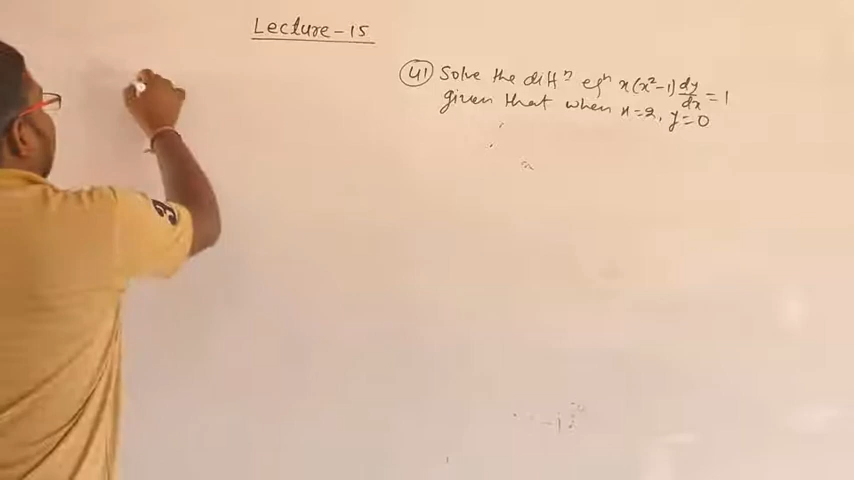 Lecture-15
(41) Solve the diffⁿ eqⁿ x(x²-1) dy/dx = 1
given that when x=2, y=0